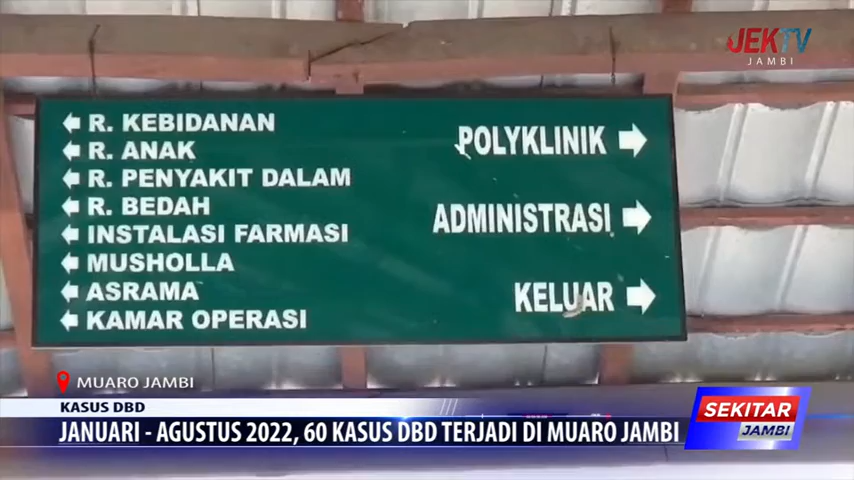 JEKTV
JAMBI
R. KEBIDANAN
R. ANAK
R. PENYAKIT DALAM
R. BEDAH
INSTALASI FARMASI
MUSHOLLA
ASRAMA
KAMAR OPERASI
POLYKLINIK
ADMINISTRASI
KELUAR
MUARO JAMBI
KASUS DBD
JANUARI - AGUSTUS 2022, 60 KASUS DBD TERJADI DI MUARO JAMBI
SEKITAR
JAMBI